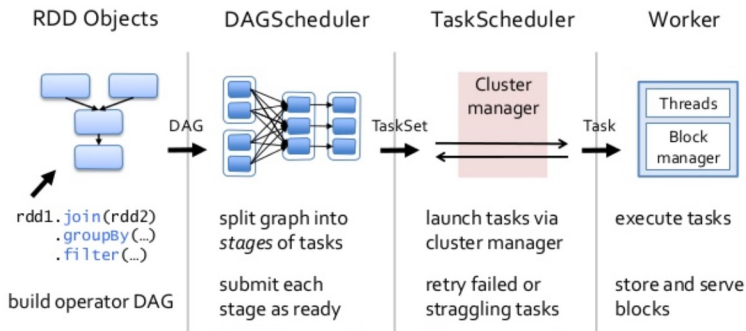 RDD Objects
DAGScheduler
TaskScheduler
Worker
DAG
TaskSet
Cluster
manager
Task
Threads
Block
manager
rdd1.join(rdd2)
.groupBy(…)
.filter(…)
build operator DAG
split graph into
stages of tasks
submit each
stage as ready
launch tasks via
cluster manager
retry failed or
straggling tasks
execute tasks
store and serve
blocks